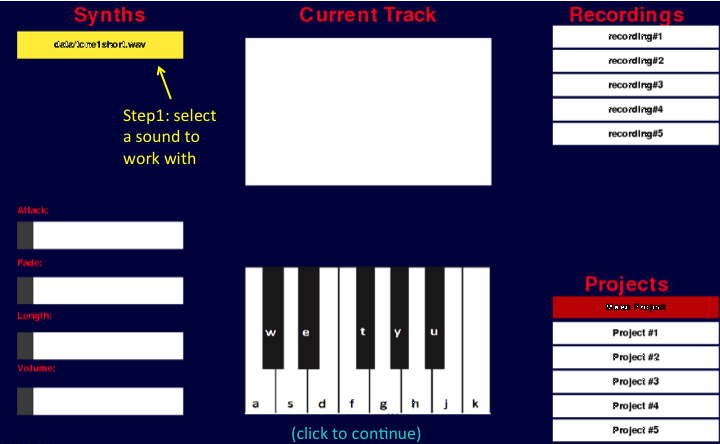 Synths
data/tone1short.wav
Step1: select
a sound to
work with
Attack:
Fade:
Length:
Volume:
Current Track
w e t y u
a s d f g h j k
(click to continue)
Recordings
recording#1
recording#2
recording#3
recording#4
recording#5
Projects
Project
Project #1
Project #2
Project #3
Project #4
Project #5